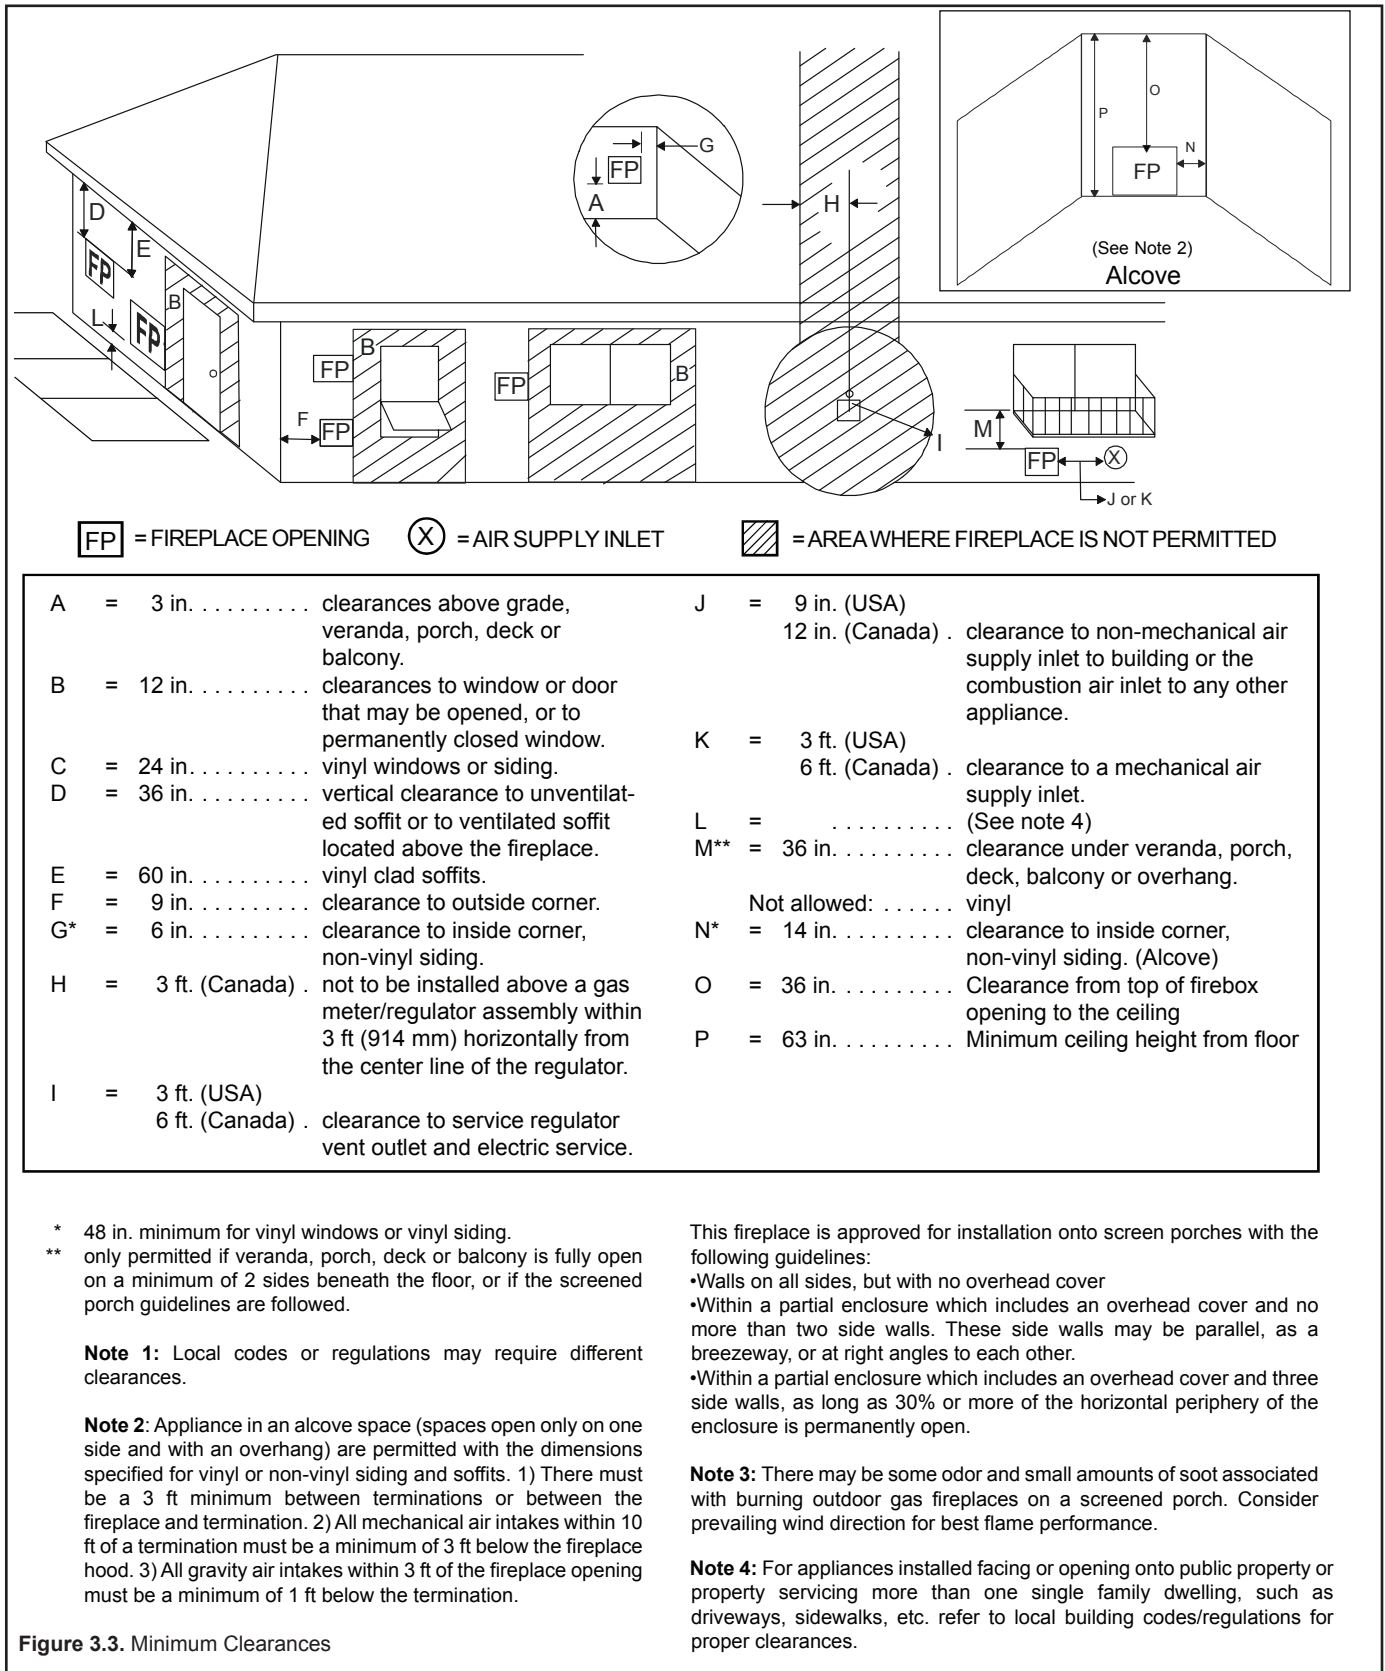 D
E
FP
L
FP
B
A
FP
G
H
P
O
N
FP
(See Note 2)
Alcove
FP
B
F
FP
FP
B
I
M
FP
X
J or K
FP = FIREPLACE OPENING X = AIR SUPPLY INLET = AREA WHERE FIREPLACE IS NOT PERMITTED
A = 3 in. . . . . . . . . . clearances above grade,
veranda, porch, deck or
balcony.
B = 12 in. . . . . . . . . . clearances to window or door
that may be opened, or to
permanently closed window.
C = 24 in. . . . . . . . . . vinyl windows or siding.
D = 36 in. . . . . . . . . . vertical clearance to unventilat-
ed soffit or to ventilated soffit
located above the fireplace.
E = 60 in. . . . . . . . . . vinyl clad soffits.
F = 9 in. . . . . . . . . . clearance to outside corner.
G* = 6 in. . . . . . . . . . clearance to inside corner,
non-vinyl siding.
H = 3 ft. (Canada) . not to be installed above a gas
meter/regulator assembly within
3 ft (914 mm) horizontally from
the center line of the regulator.
I = 3 ft. (USA)
6 ft. (Canada) . clearance to service regulator
vent outlet and electric service.
J = 9 in. (USA)
12 in. (Canada) . clearance to non-mechanical air
supply inlet to building or the
combustion air inlet to any other
appliance.
K = 3 ft. (USA)
6 ft. (Canada) . clearance to a mechanical air
supply inlet.
L = . . . . . . . . . . (See note 4)
M** = 36 in. . . . . . . . . . clearance under veranda, porch,
deck, balcony or overhang.
Not allowed: . . . . . . vinyl
N* = 14 in. . . . . . . . . . clearance to inside corner,
non-vinyl siding. (Alcove)
O = 36 in. . . . . . . . . . Clearance from top of firebox
opening to the ceiling
P = 63 in. . . . . . . . . . Minimum ceiling height from floor
* 48 in. minimum for vinyl windows or vinyl siding.
** only permitted if veranda, porch, deck or balcony is fully open
on a minimum of 2 sides beneath the floor, or if the screened
porch guidelines are followed.
Note 1: Local codes or regulations may require different
clearances.
Note 2: Appliance in an alcove space (spaces open only on one
side and with an overhang) are permitted with the dimensions
specified for vinyl or non-vinyl siding and soffits. 1) There must
be a 3 ft minimum between terminations or between the
fireplace and termination. 2) All mechanical air intakes within 10
ft of a termination must be a minimum of 3 ft below the fireplace
hood. 3) All gravity air intakes within 3 ft of the fireplace opening
must be a minimum of 1 ft below the termination.
This fireplace is approved for installation onto screen porches with the
following guidelines:
•Walls on all sides, but with no overhead cover
•Within a partial enclosure which includes an overhead cover and no
more than two side walls. These side walls may be parallel, as a
breezeway, or at right angles to each other.
•Within a partial enclosure which includes an overhead cover and three
side walls, as long as 30% or more of the horizontal periphery of the
enclosure is permanently open.
Note 3: There may be some odor and small amounts of soot associated
with burning outdoor gas fireplaces on a screened porch. Consider
prevailing wind direction for best flame performance.
Note 4: For appliances installed facing or opening onto public property or
property servicing more than one single family dwelling, such as
driveways, sidewalks, etc. refer to local building codes/regulations for
proper clearances.
Figure 3.3. Minimum Clearances